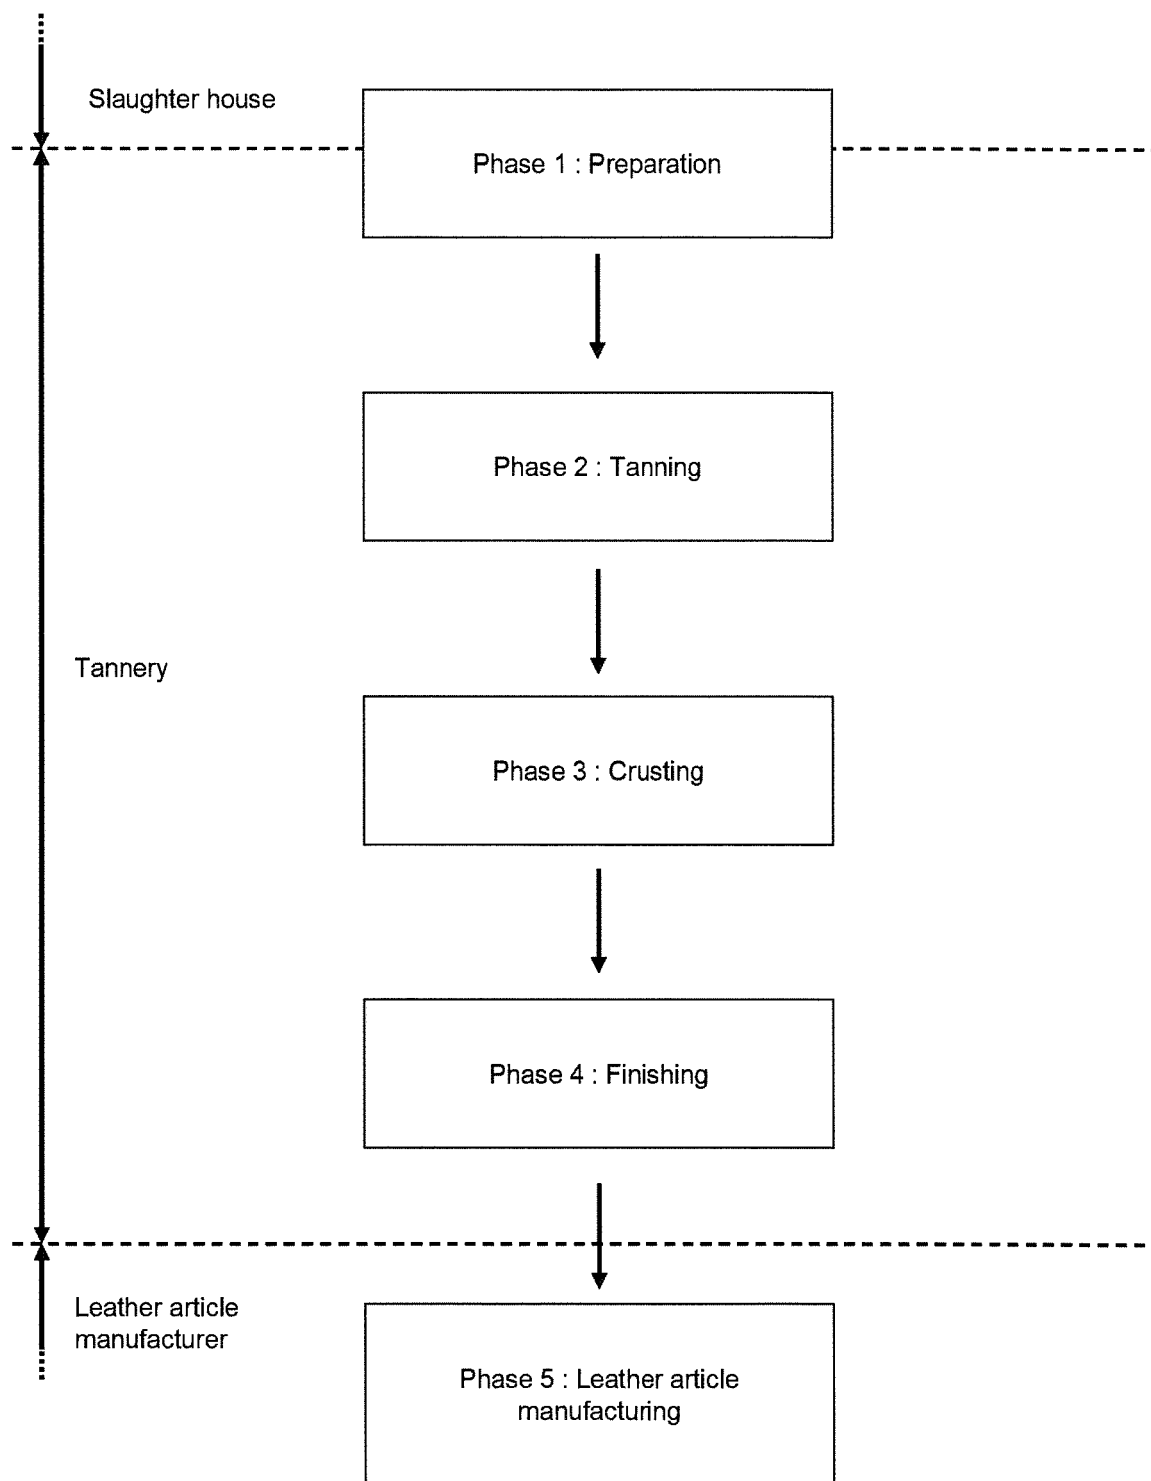 Slaughter house
Phase 1 : Preparation
Phase 2 : Tanning
Tannery
Phase 3 : Crusting
Phase 4 : Finishing
Leather article
manufacturer
Phase 5 : Leather article
manufacturing